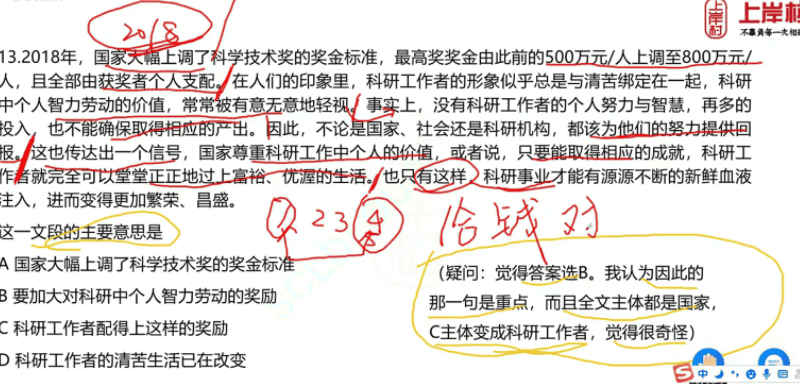 2018
上岸村
上岸村
不辜负每一次相
13.2018年，国家大幅上调了科学技术奖的奖金标准，最高奖奖金由此前的500万元/人上调至800万元/
人，且全部由获奖者个人支配。在人们的印象里，科研工作者的形象似乎总是与清苦绑定在一起，科研
中个人智力劳动的价值，常常被有意无意地轻视。事实上，没有科研工作者的个人努力与智慧，再多的
投入，也不能确保取得相应的产出。因此，不论是国家、社会还是科研机构，都该为他们的努力提供回
报。这也传达出一个信号，国家尊重科研工作中个人的价值，或者说，只要能取得相应的成就，科研工
作者就完全可以堂堂正正地过上富裕、优渥的生活。也只有这样，科研事业才能有源源不断的新鲜血液
注入，进而变得更加繁荣、昌盛。
1 2 3 4 给钱对
这一文段的主要意思是
A 国家大幅上调了科学技术奖的奖金标准
B 要加大对科研中个人智力劳动的奖励
C 科研工作者配得上这样的奖励
D 科研工作者的清苦生活已在改变
（疑问：觉得答案选B。我认为因此的
那一句是重点，而且全文主体都是国家，
C主体变成科研工作者，觉得很奇怪）
中